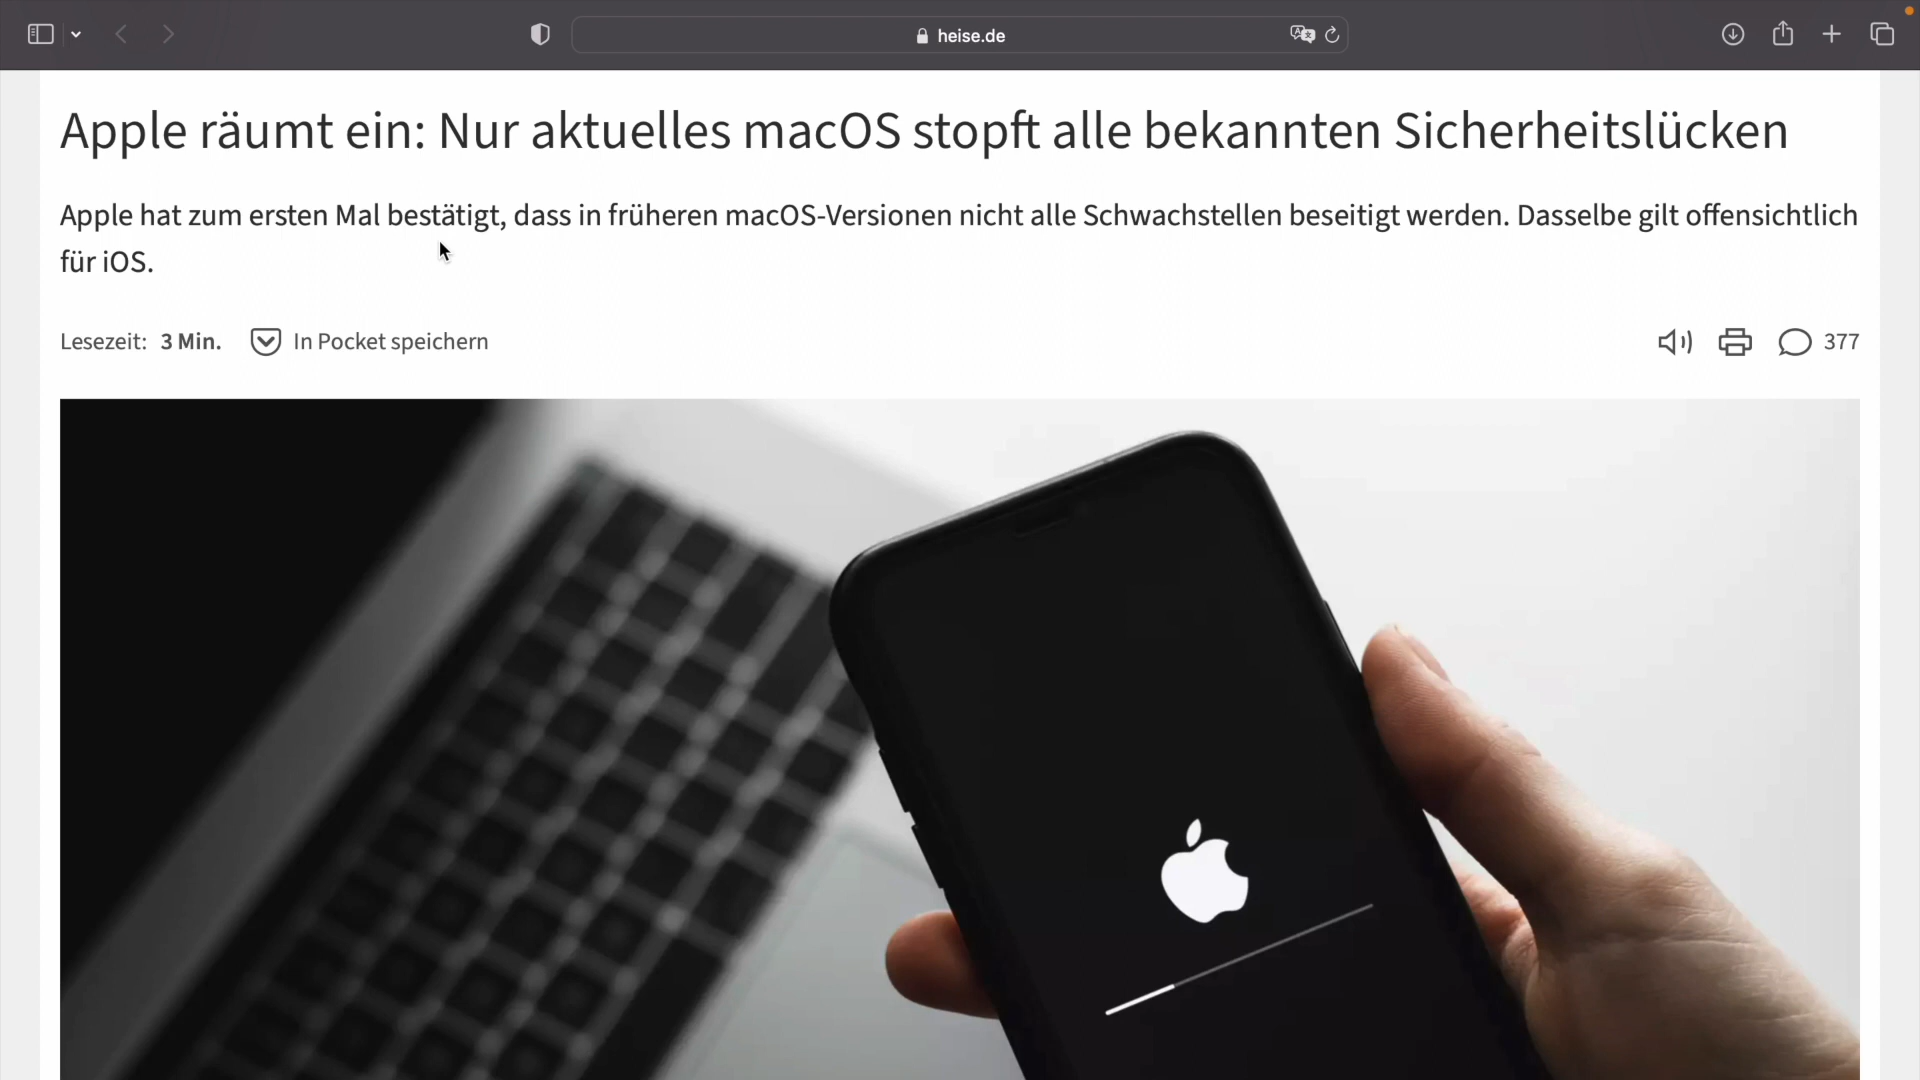 heise.de
Apple räumt ein: Nur aktuelles macOS stopft alle bekannten Sicherheitslücken
Apple hat zum ersten Mal bestätigt, dass in früheren macOS-Versionen nicht alle Schwachstellen beseitigt werden. Dasselbe gilt offensichtlich
für iOS.
Lesezeit: 3 Min. In Pocket speichern 377